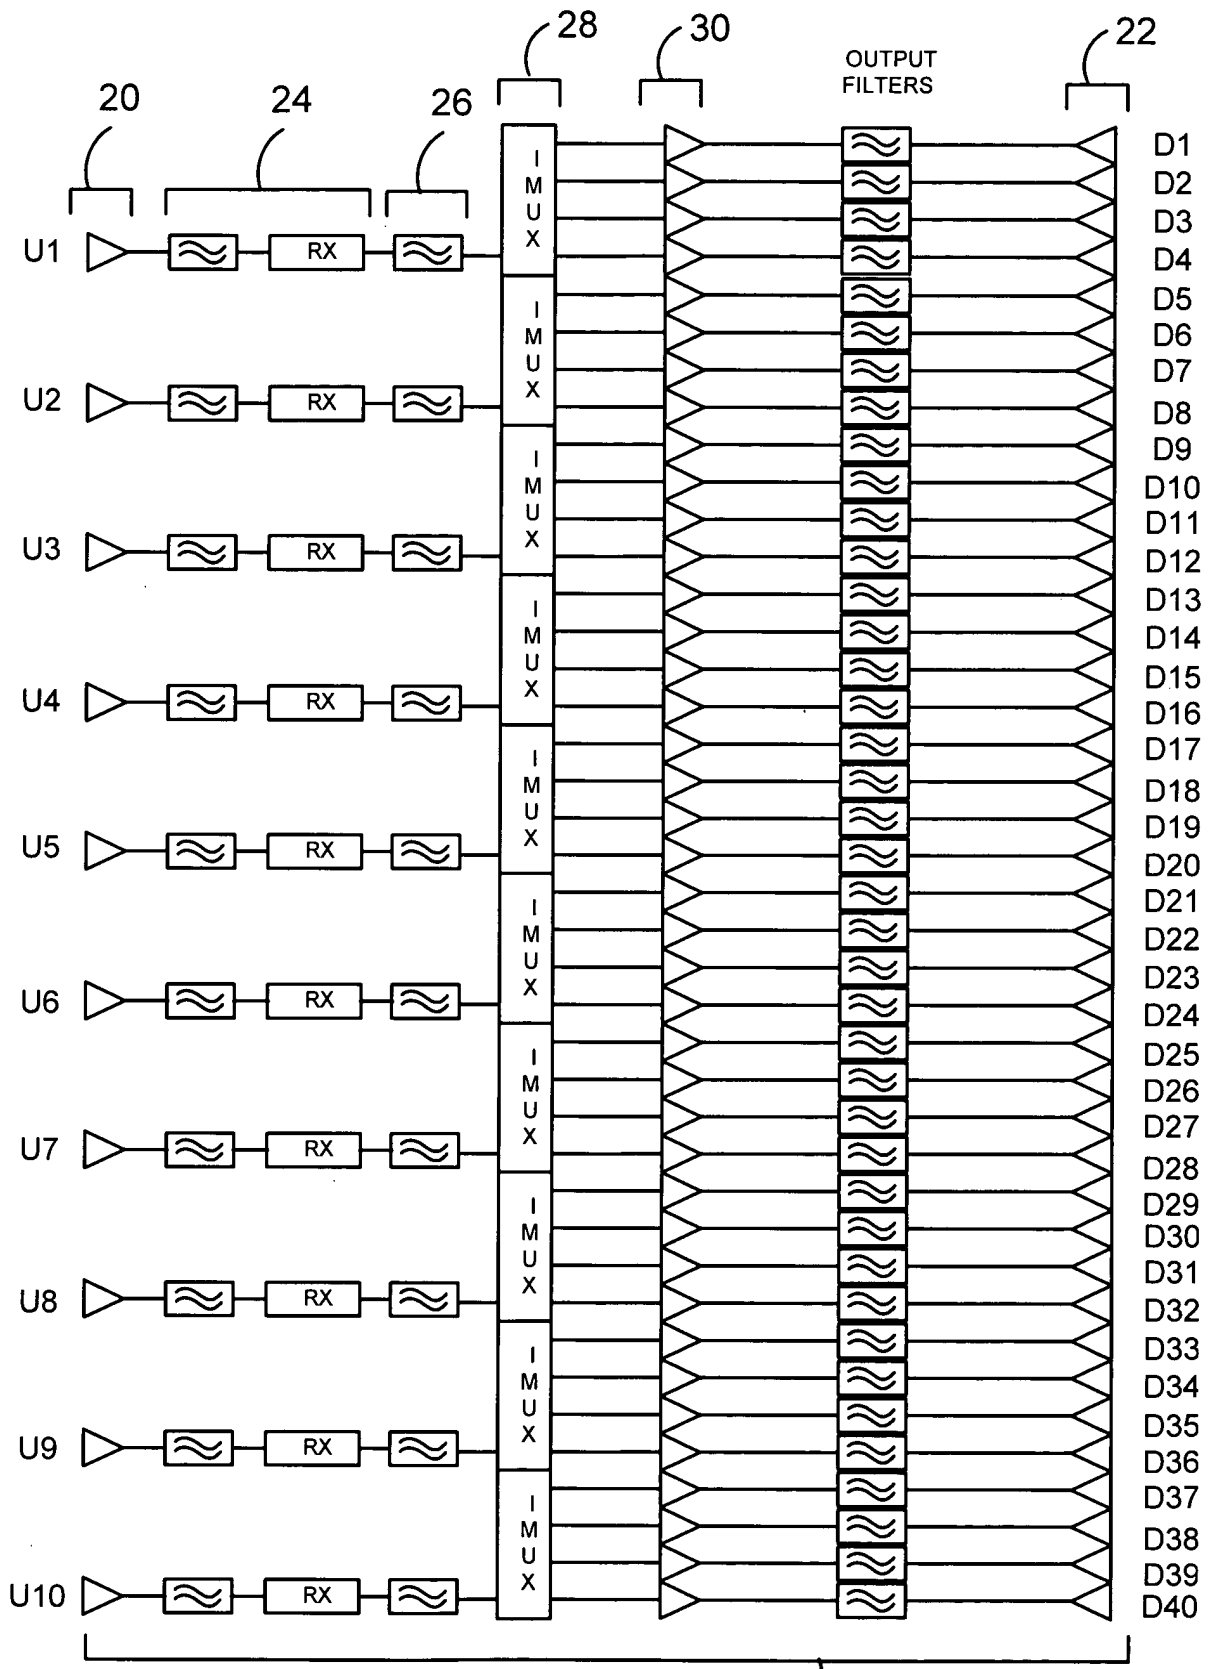 28
30
22
OUTPUT
FILTERS
20
24
26
D1
D2
D3
D4
D5
D6
D7
D8
D9
D10
D11
D12
D13
D14
D15
D16
D17
D18
D19
D20
D21
D22
D23
D24
D25
D26
D27
D28
D29
D30
D31
D32
D33
D34
D35
D36
D37
D38
D39
D40
U1
RX
IMUX
U2
RX
IMUX
U3
RX
IMUX
U4
RX
IMUX
U5
RX
IMUX
U6
RX
IMUX
U7
RX
IMUX
U8
RX
IMUX
U9
RX
IMUX
U10
RX
IMUX